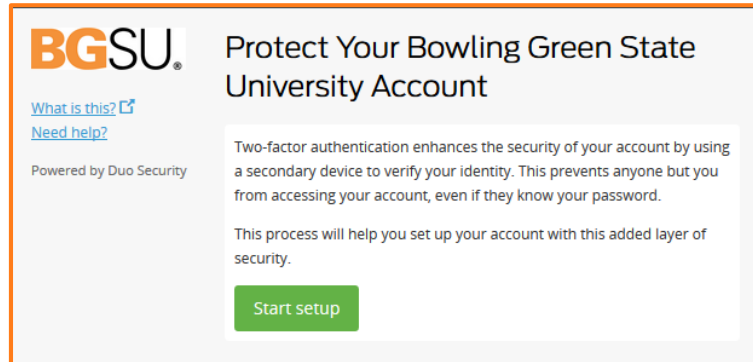 BGSU®
What is this?
Need help?
Powered by Duo Security
Protect Your Bowling Green State
University Account
Two-factor authentication enhances the security of your account by using
a secondary device to verify your identity. This prevents anyone but you
from accessing your account, even if they know your password.
This process will help you set up your account with this added layer of
security.
Start setup